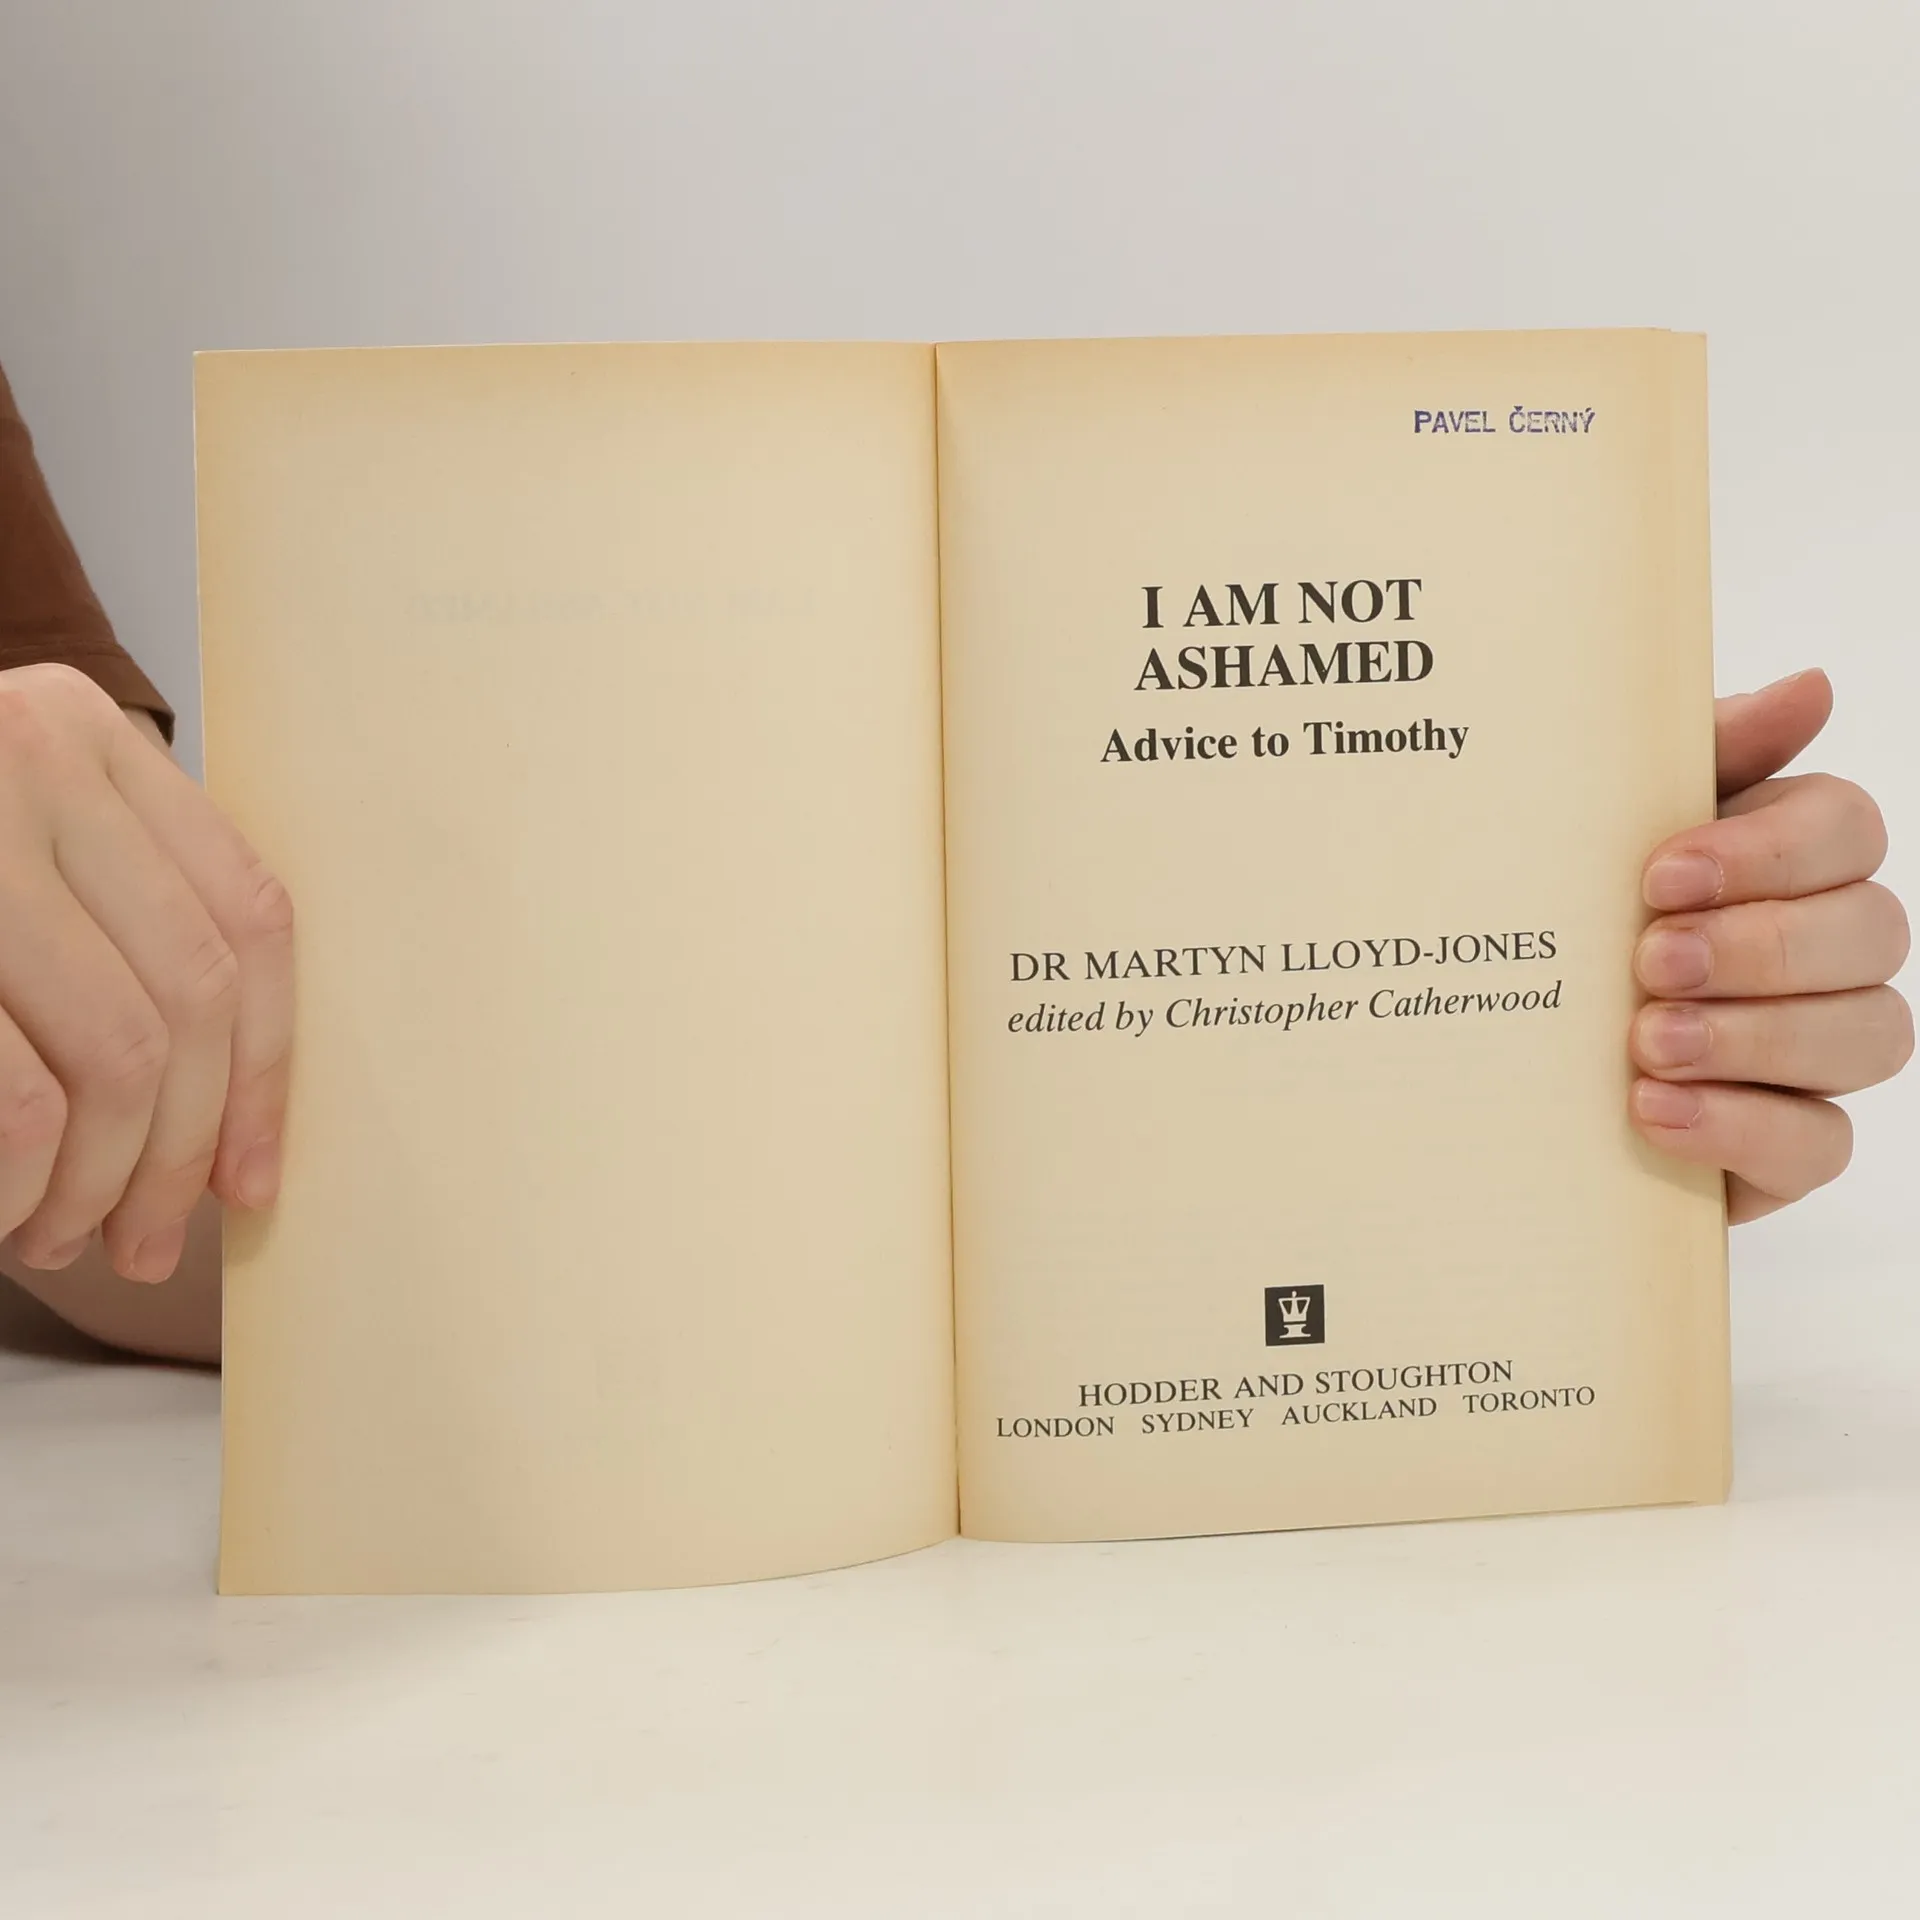 PAVEL ČERNÝ
I AM NOT
ASHAMED
Advice to Timothy
DR MARTYN LLOYD-JONES
edited by Christopher Catherwood
HODDER AND STOUGHTON
LONDON SYDNEY AUCKLAND TORONTO